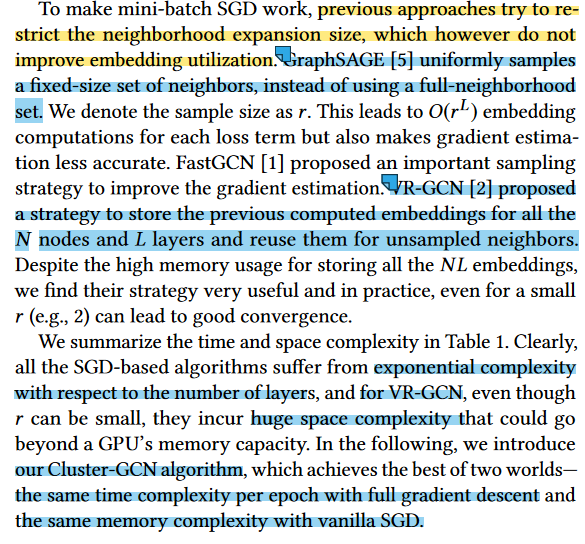 To make mini-batch SGD work, previous approaches try to re-
strict the neighborhood expansion size, which however do not
improve embedding utilization. GraphSAGE [5] uniformly samples
a fixed-size set of neighbors, instead of using a full-neighborhood
set. We denote the sample size as r. This leads to O(r^L) embedding
computations for each loss term but also makes gradient estima-
tion less accurate. FastGCN [1] proposed an important sampling
strategy to improve the gradient estimation. VR-GCN [2] proposed
a strategy to store the previous computed embeddings for all the
N nodes and L layers and reuse them for unsampled neighbors.
Despite the high memory usage for storing all the NL embeddings,
we find their strategy very useful and in practice, even for a small
r (e.g., 2) can lead to good convergence.
We summarize the time and space complexity in Table 1. Clearly,
all the SGD-based algorithms suffer from exponential complexity
with respect to the number of layers, and for VR-GCN, even though
r can be small, they incur huge space complexity that could go
beyond a GPU's memory capacity. In the following, we introduce
our Cluster-GCN algorithm, which achieves the best of two worlds—
the same time complexity per epoch with full gradient descent and
the same memory complexity with vanilla SGD.